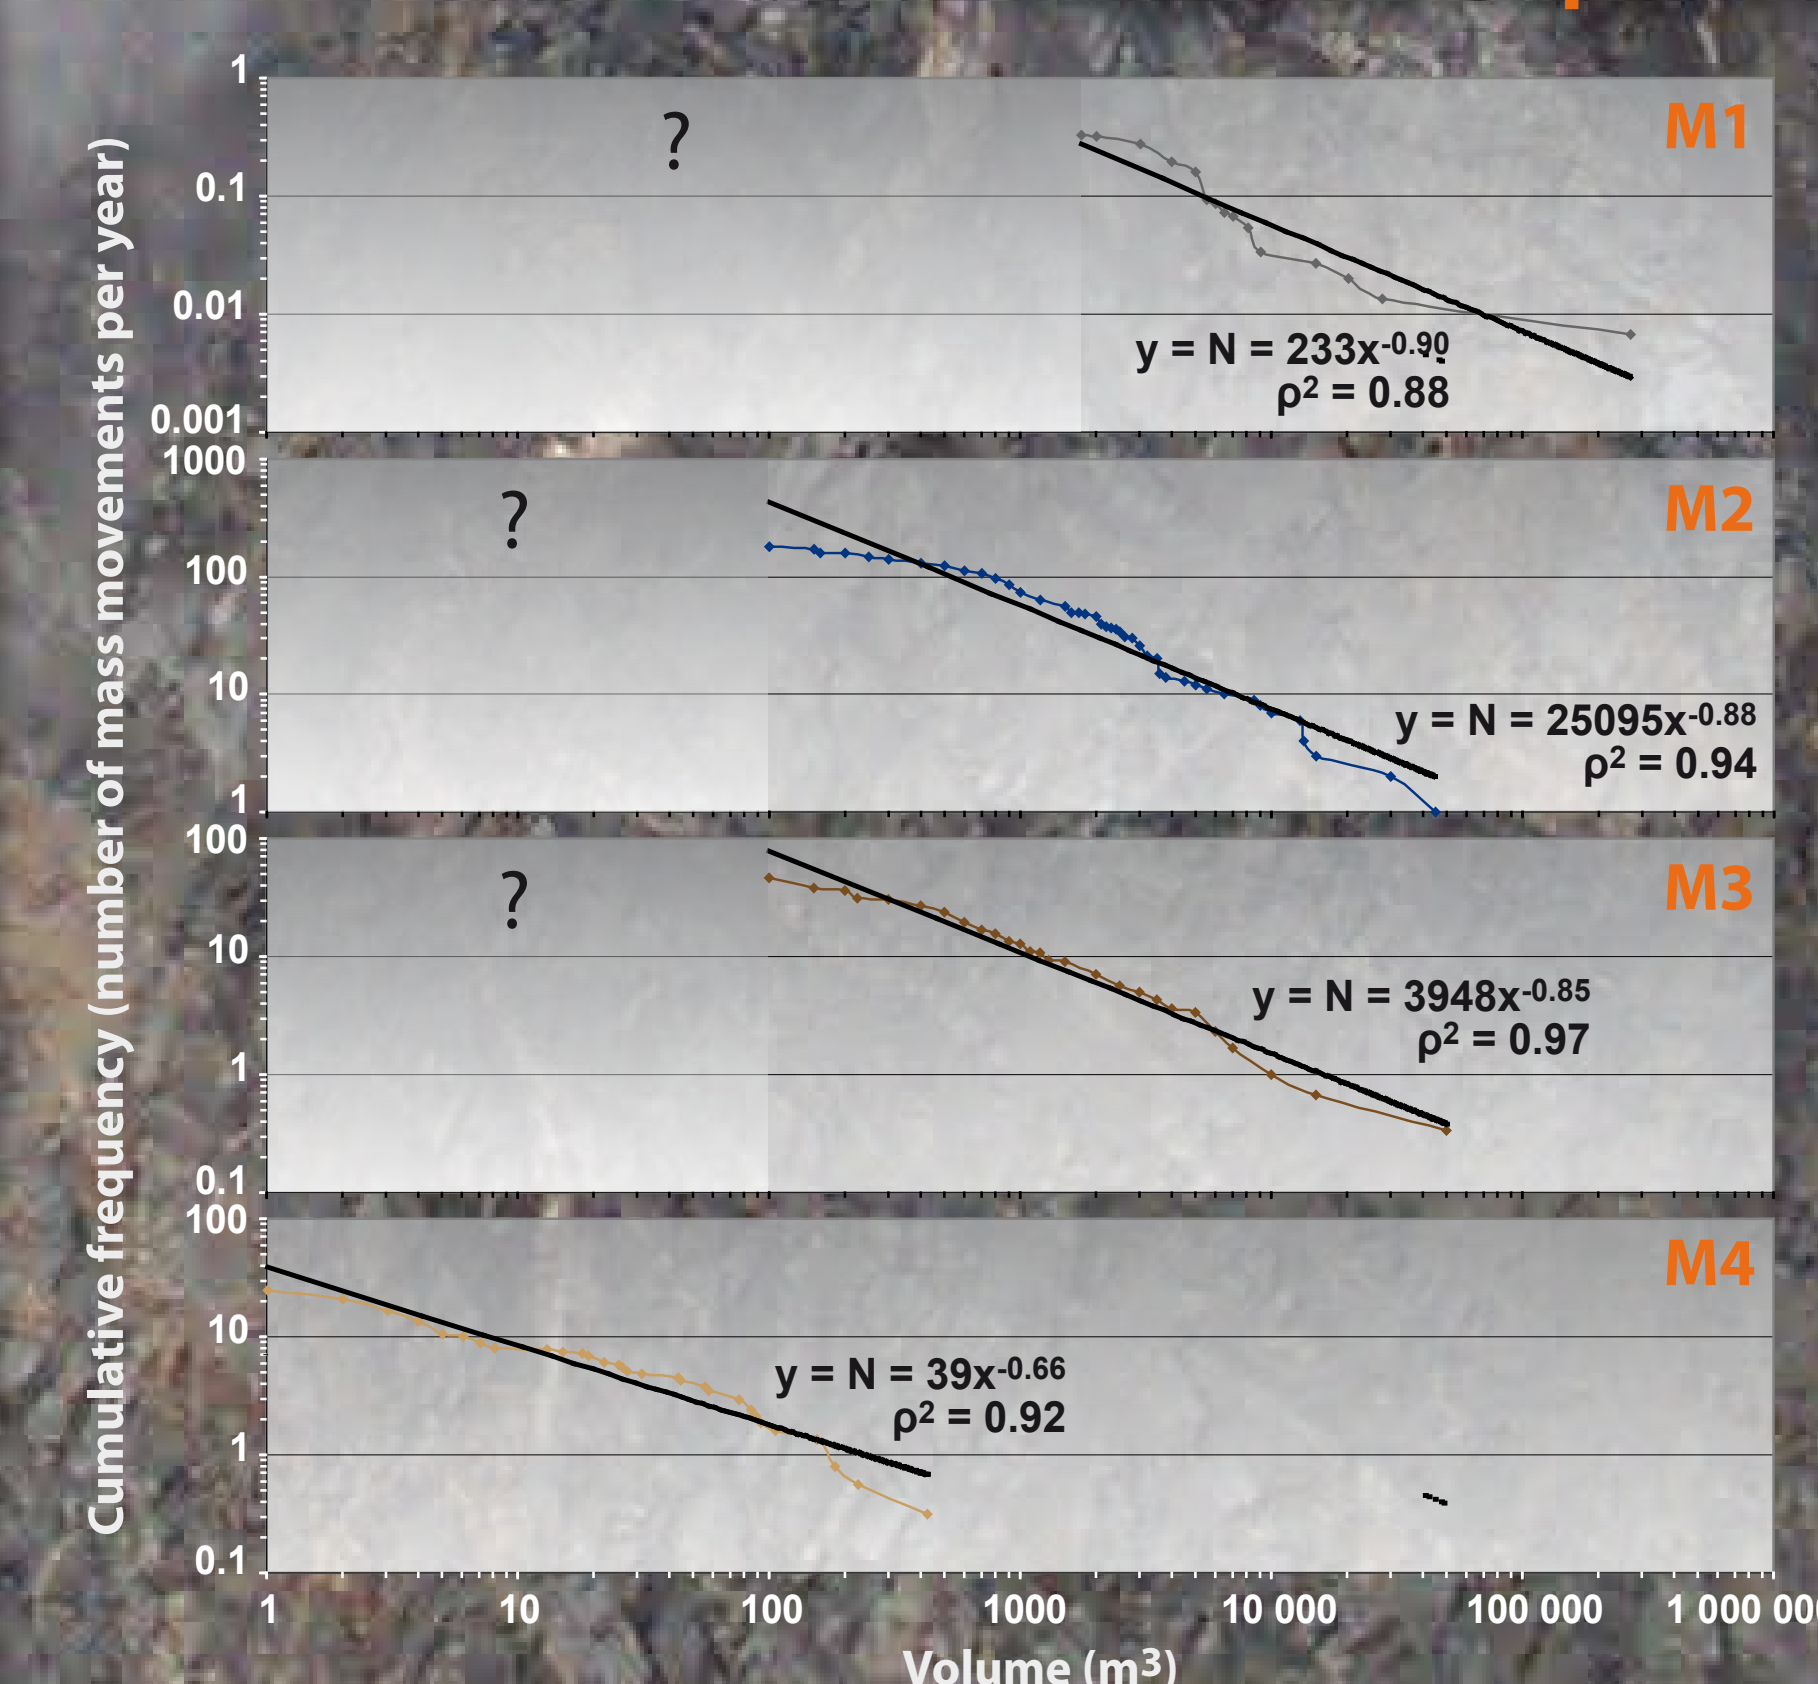 Cumulative frequency (number of mass movements per year)
1
0.1
0.01
0.001
?
M1
y = N = 233x-0.90
ρ2 = 0.88
1000
100
10
1
?
M2
y = N = 25095x-0.88
ρ2 = 0.94
100
10
1
0.1
?
M3
y = N = 3948x-0.85
ρ2 = 0.97
100
10
1
0.1
M4
y = N = 39x-0.66
ρ2 = 0.92
1 10 100 1000 10 000 100 000 1 000 00
Volume (m3)